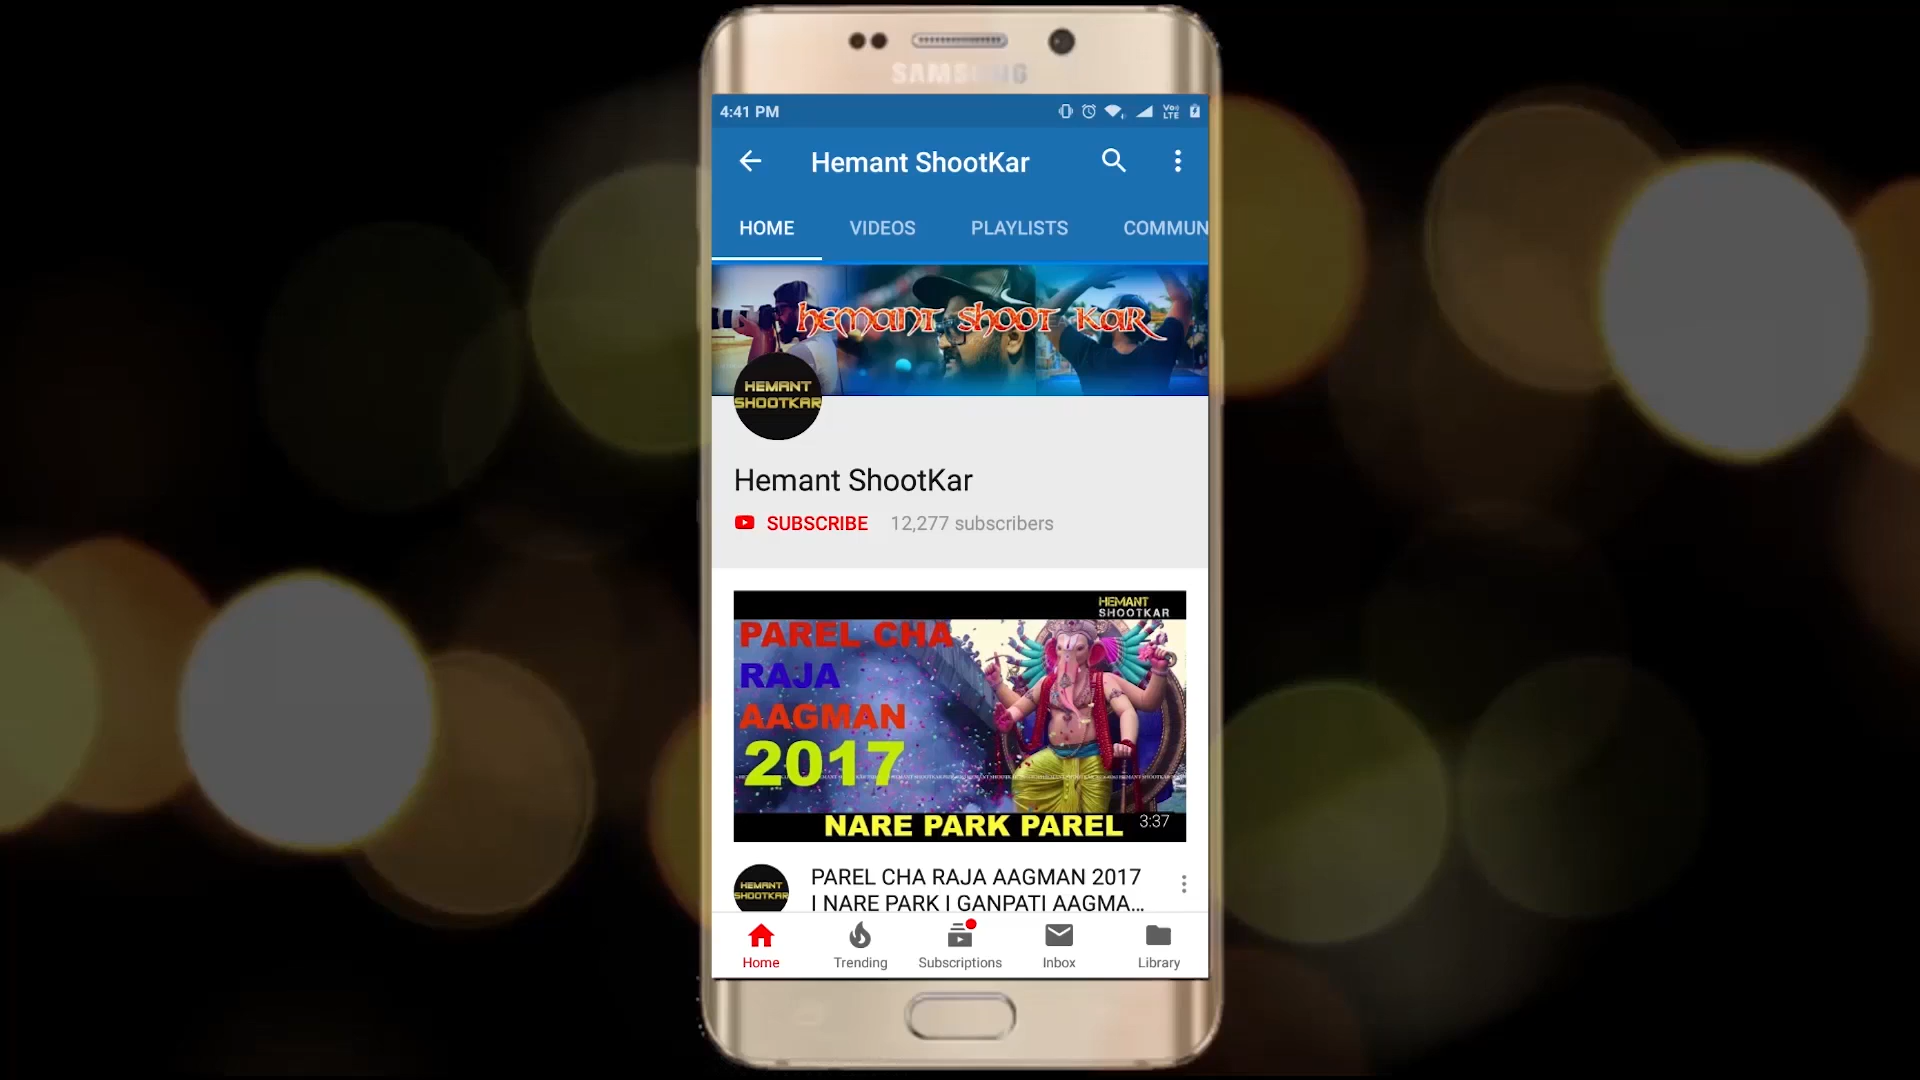 SAMSUNG
4:41 PM
Vo))
LTE
Hemant ShootKar
HOME VIDEOS PLAYLISTS COMMUN
HEMANT SHOOT KAR
HEMANT
SHOOTKAR
Hemant ShootKar
SUBSCRIBE 12,277 subscribers
HEMANT
SHOOTKAR
PAREL CHA
RAJA
AAGMAN
2017
NARE PARK PAREL
3:37
HEMANT
SHOOTKAR
PAREL CHA RAJA AAGMAN 2017
I NARE PARK I GANPATI AAGMA...
Home Trending Subscriptions Inbox Library